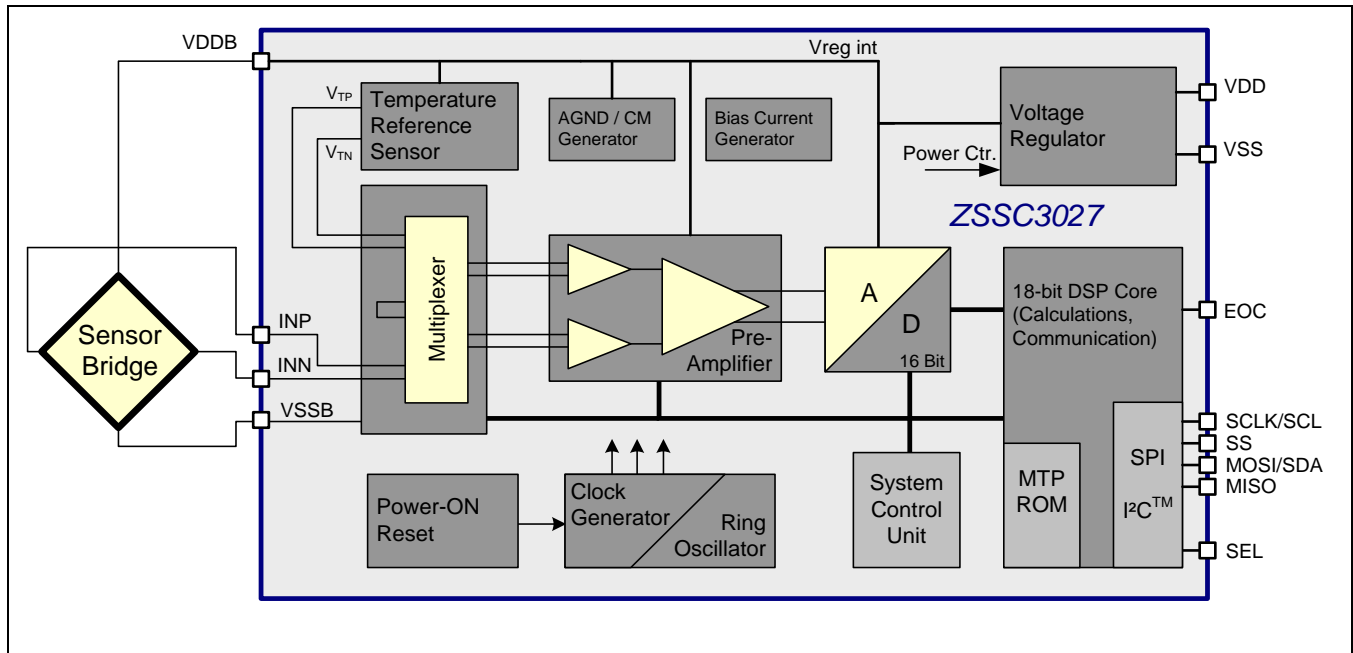 VDDB
Vreg int
VTP
VTN
Temperature
Reference
Sensor
AGND / CM
Generator
Bias Current
Generator
Voltage
Regulator
Power Ctr.
VDD
VSS
ZSSC3027
Multiplexer
Pre-
Amplifier
A
D
16 Bit
18-bit DSP Core
(Calculations,
Communication)
EOC
Sensor
Bridge
INP
INN
VSSB
SCLK/SCL
SS
MOSI/SDA
MISO
SEL
SPI
I²C™
MTP
ROM
Power-ON
Reset
Clock
Generator
Ring
Oscillator
System
Control
Unit